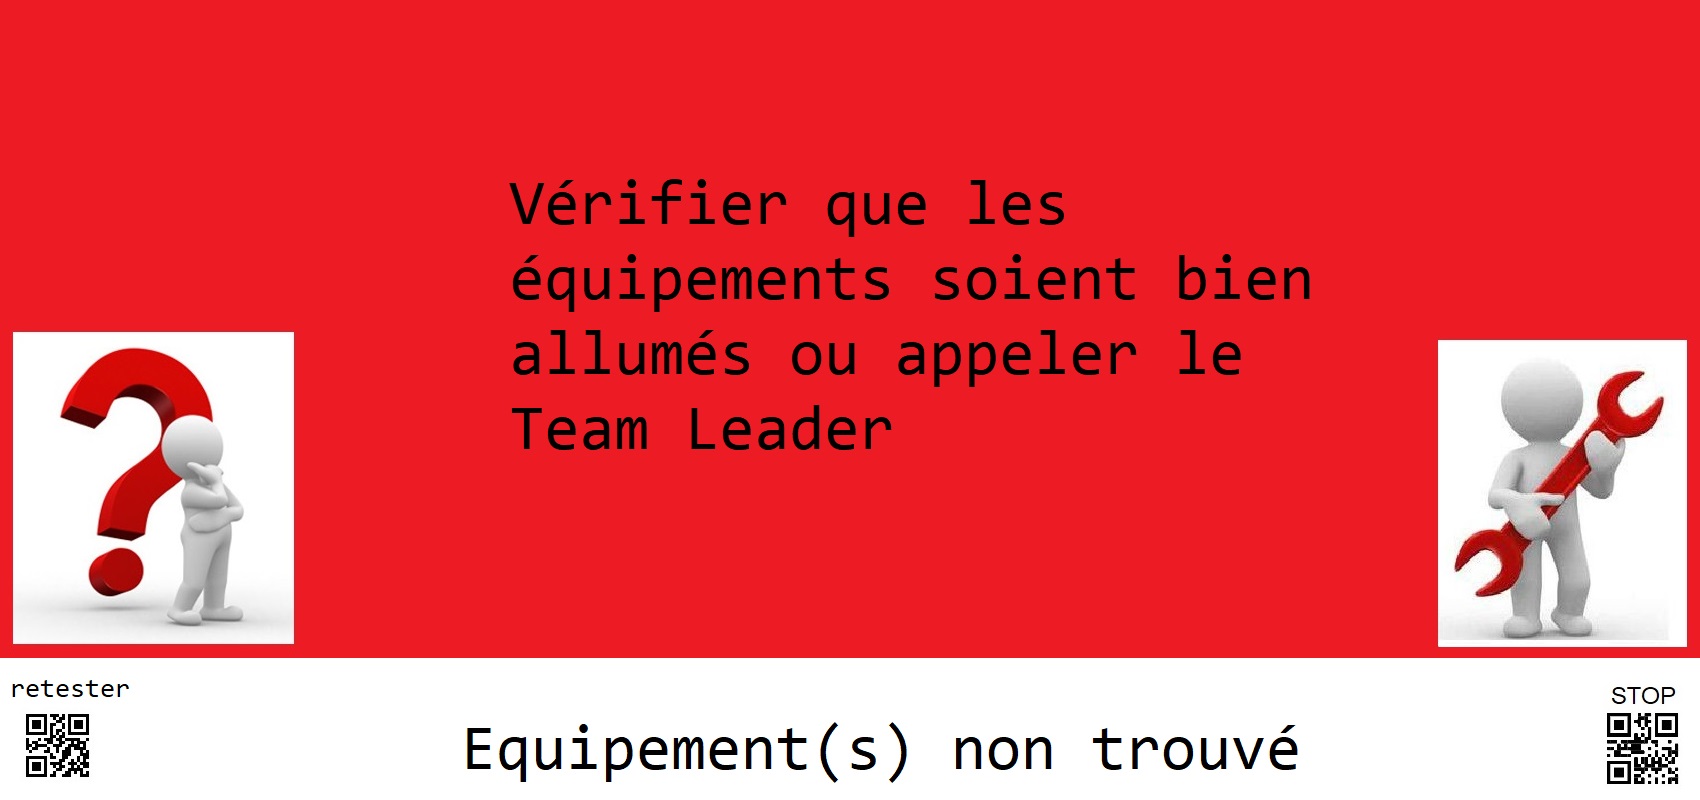 Vérifier que les
équipements soient bien
allumés ou appeler le
Team Leader
retester
STOP
Equipement(s) non trouvé